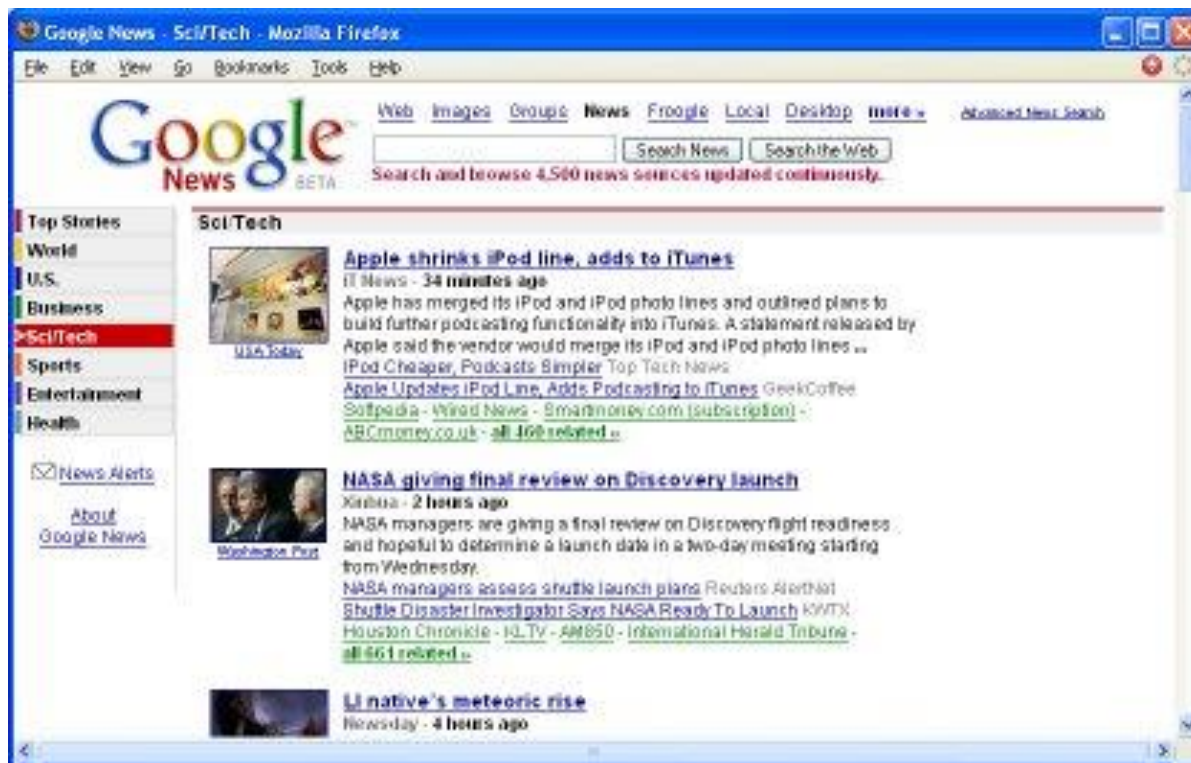 Google News - Sci/Tech - Mozilla Firefox
File Edit View Go Bookmarks Tools Help
Web Images Groups News Froogle Local Desktop more » Advanced News Search
Google News BETA
Search News Search the Web
Search and browse 4,500 news sources updated continuously.
Top Stories
World
U.S.
Business
>Sci/Tech
Sports
Entertainment
Health
News Alerts
About
Google News
Sci/Tech
USA Today
Apple shrinks iPod line, adds to iTunes
iT News - 34 minutes ago
Apple has merged its iPod and iPod photo lines and outlined plans to
build further podcasting functionality into iTunes. A statement released by
Apple said the vendor would merge its iPod and iPod photo lines ...
iPod Cheaper, Podcasts Simpler Top Tech News
Apple Updates iPod Line, Adds Podcasting to iTunes GeekCoffee
Softpedia - Wired News - Smartmoney.com (subscription) -
ABCmoney.co.uk - all 460 related »
Washington Post
NASA giving final review on Discovery launch
Xinhua - 2 hours ago
NASA managers are giving a final review on Discovery flight readiness
and hopeful to determine a launch date in a two-day meeting starting
from Wednesday.
NASA managers assess shuttle launch plans Reuters AlertNet
Shuttle Disaster Investigator Says NASA Ready To Launch KWTX
Houston Chronicle - KLTV - AM850 - International Herald Tribune -
all 661 related »
LI native's meteoric rise
Newsday - 4 hours ago